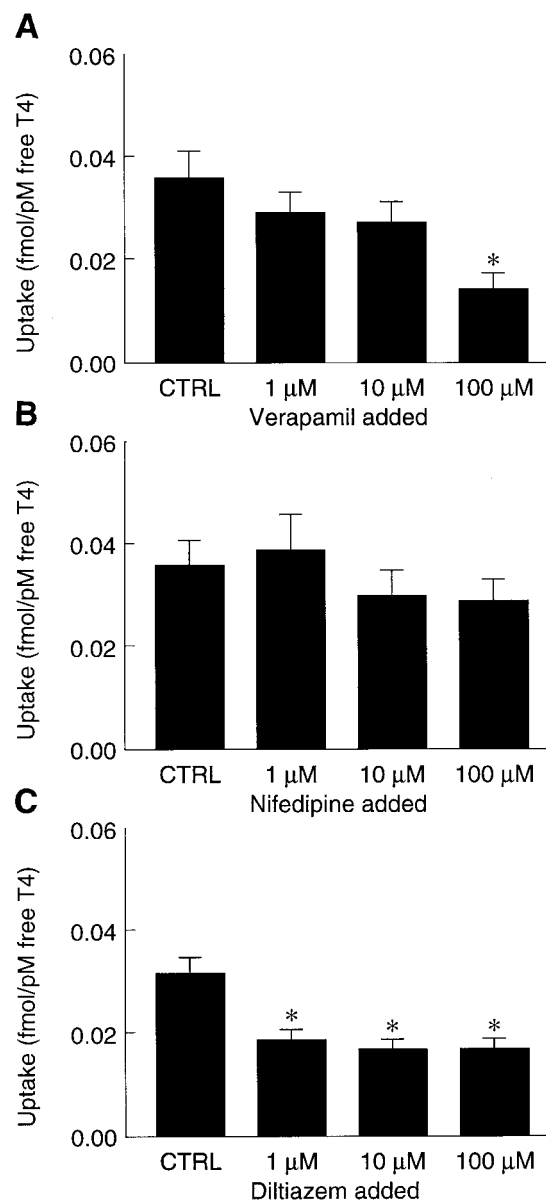 A
Uptake (fmol/pM free T4)
0.06
0.04
0.02
0.00
*
CTRL 1 µM 10 µM 100 µM
Verapamil added
B
Uptake (fmol/pM free T4)
0.06
0.04
0.02
0.00
CTRL 1 µM 10 µM 100 µM
Nifedipine added
C
Uptake (fmol/pM free T4)
0.06
0.04
0.02
0.00
* * *
CTRL 1 µM 10 µM 100 µM
Diltiazem added